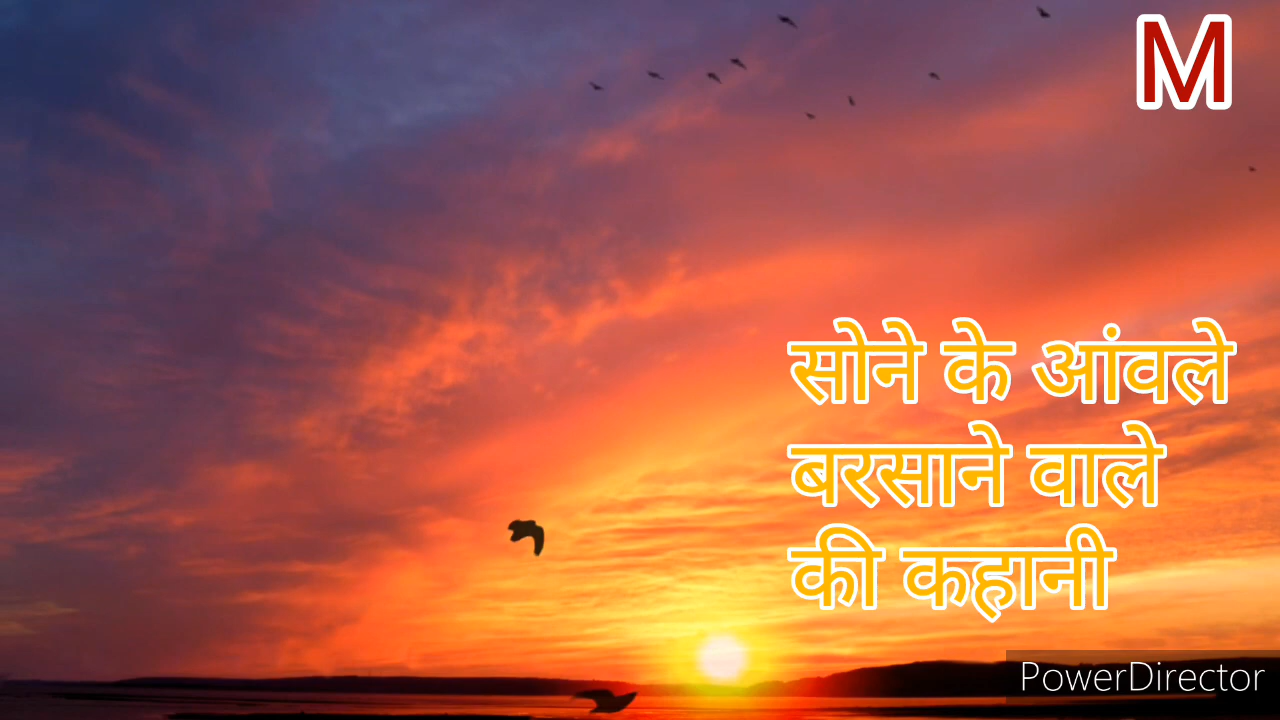 M
सोने के आंवले
बरसाने वाले
की कहानी
PowerDirector